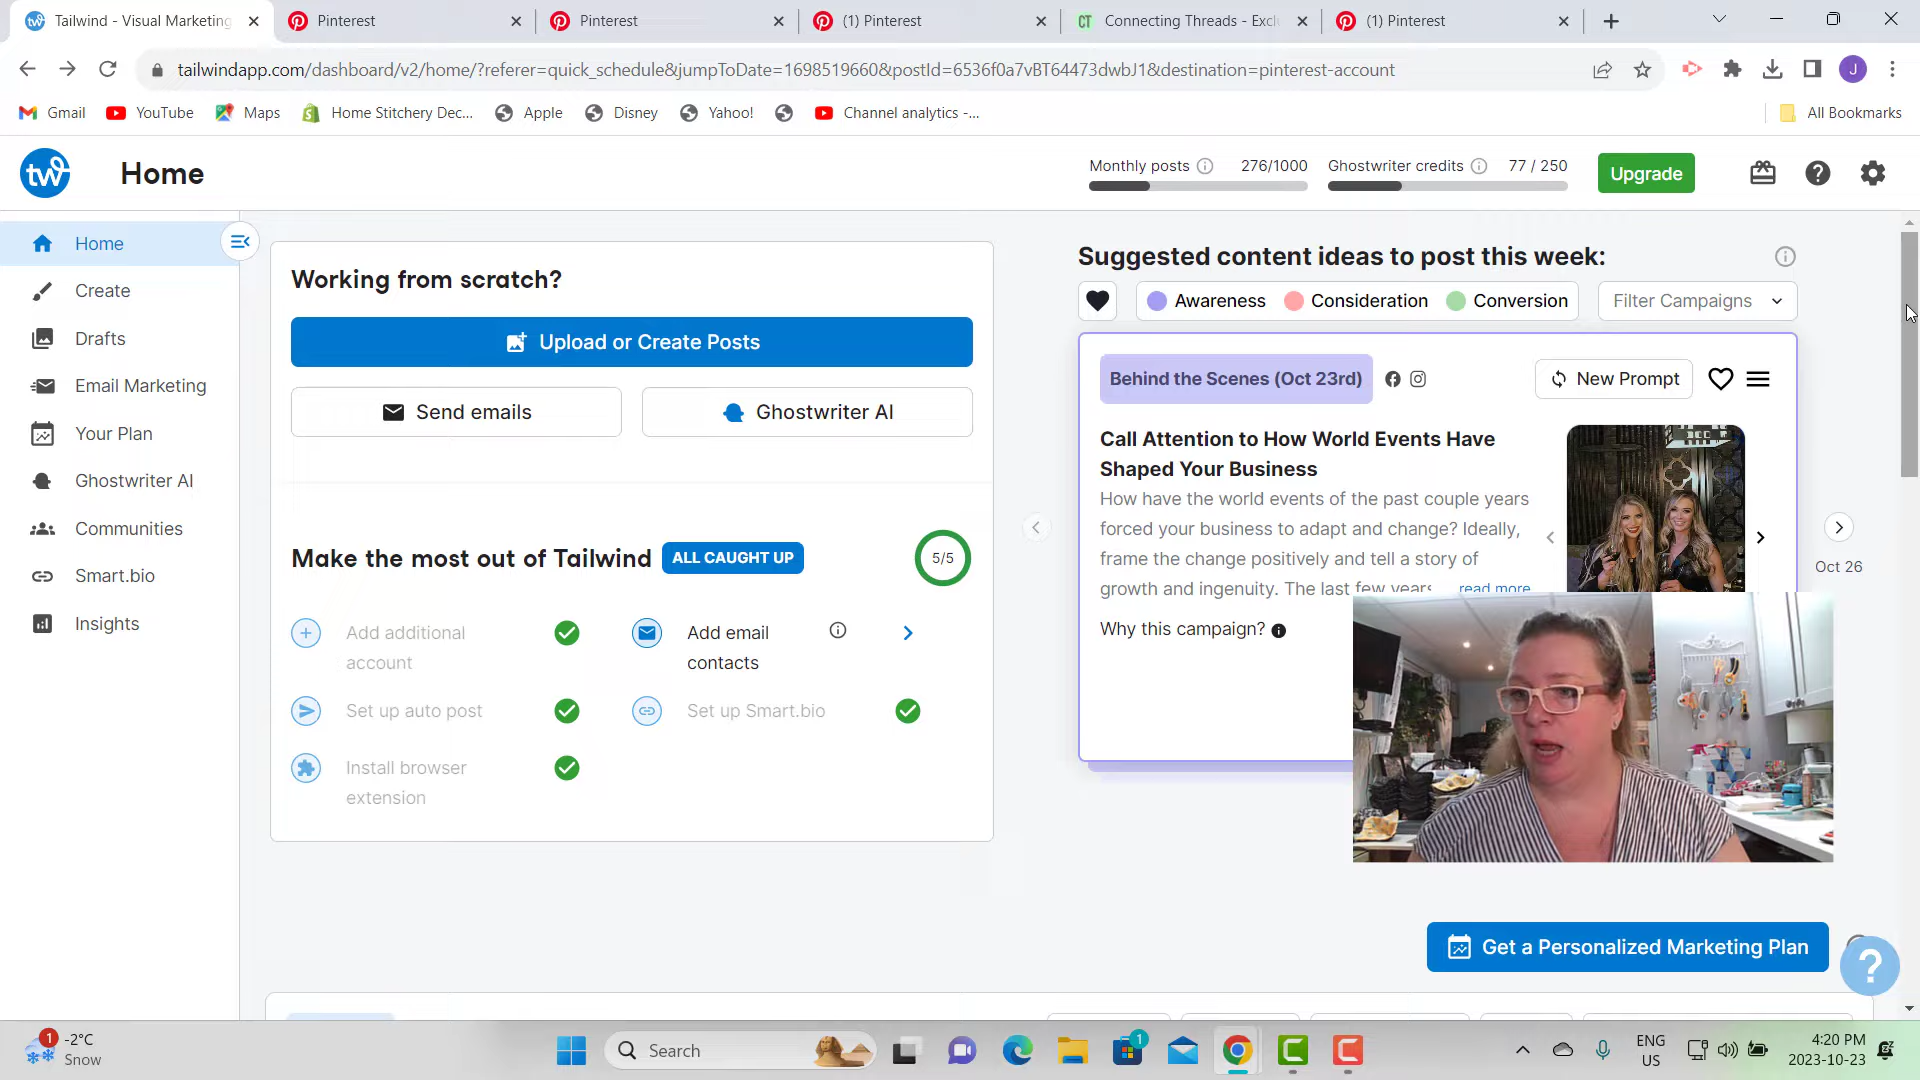 Tailwind - Visual Marketing
Pinterest
Pinterest
(1) Pinterest
CT
Connecting Threads - Excl
(1) Pinterest
tailwindapp.com/dashboard/v2/home/?referer=quick_schedule&jumpToDate=1698519660&postId=6536f0a7vBT64473dwbJ1&destination=pinterest-account
J
Gmail
YouTube
Maps
Home Stitchery Dec...
Apple
Disney
Yahoo!
Channel analytics -...
All Bookmarks
tw
Home
Monthly posts
276/1000
Ghostwriter credits
77 / 250
Upgrade
Home
Create
Drafts
Email Marketing
Your Plan
Ghostwriter AI
Communities
Smart.bio
Insights
Working from scratch?
Upload or Create Posts
Send emails
Ghostwriter AI
Make the most out of Tailwind
ALL CAUGHT UP
5/5
Add additional
account
Add email
contacts
Set up auto post
Set up Smart.bio
Install browser
extension
Suggested content ideas to post this week:
Awareness
Consideration
Conversion
Filter Campaigns
Behind the Scenes (Oct 23rd)
New Prompt
Call Attention to How World Events Have
Shaped Your Business
How have the world events of the past couple years
forced your business to adapt and change? Ideally,
frame the change positively and tell a story of
growth and ingenuity. The last few years
read more
Why this campaign?
Oct 26
Get a Personalized Marketing Plan
?
1
-2°C
Snow
Search
1
ENG
US
4:20 PM
2023-10-23